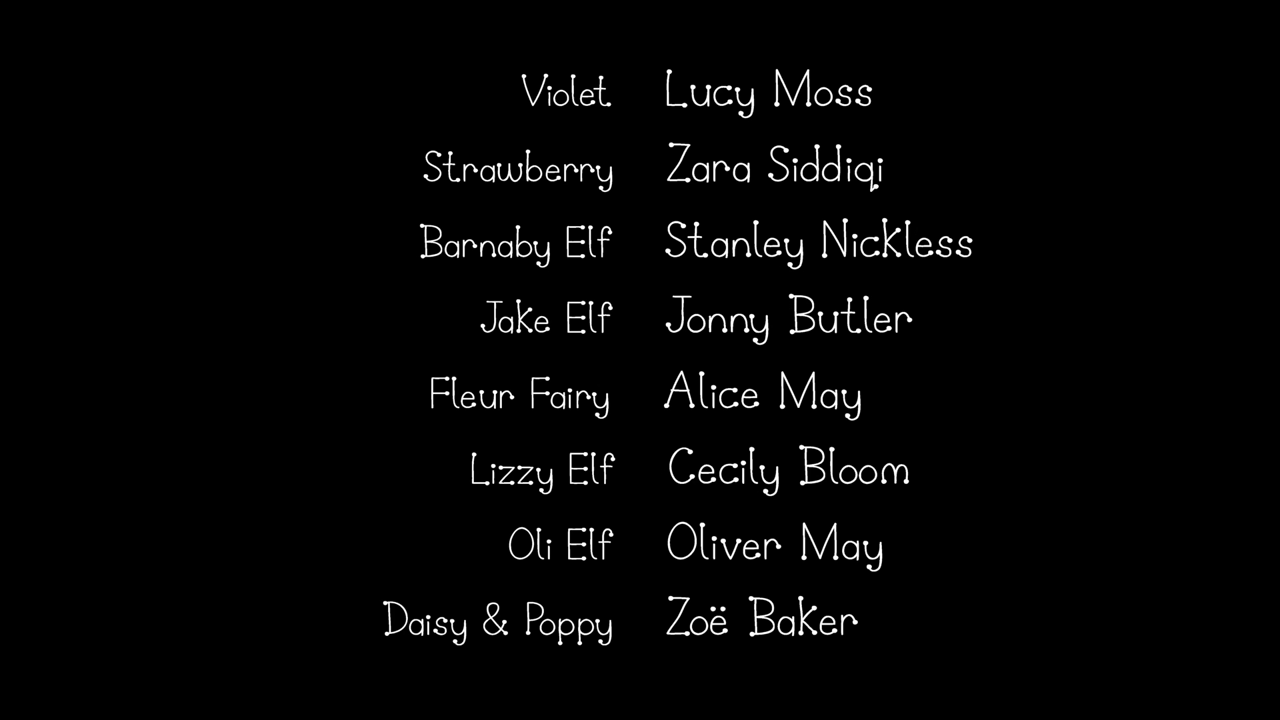 Violet Lucy Moss
Strawberry Zara Siddiqi
Barnaby Elf Stanley Nickless
Jake Elf Jonny Butler
Fleur Fairy Alice May
Lizzy Elf Cecily Bloom
Oli Elf Oliver May
Daisy & Poppy Zoë Baker